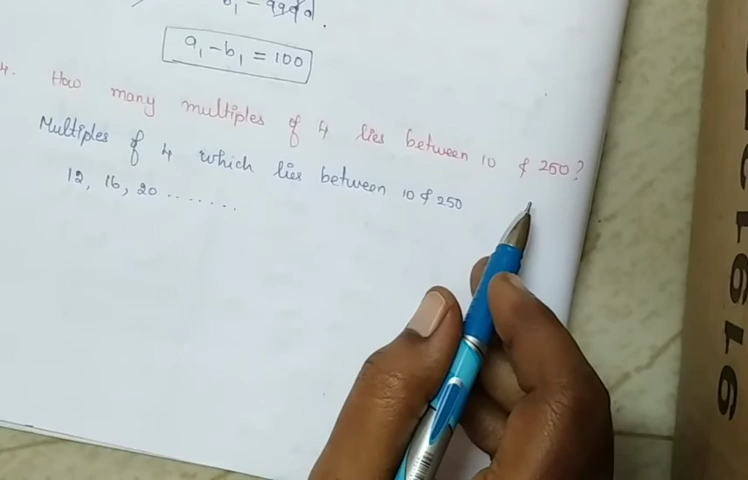 a₁ - b₁ = 100
4. How many multiples of 4 lies between 10 & 250?
Multiples of 4 which lies between 10 & 250
12, 16, 20 .......